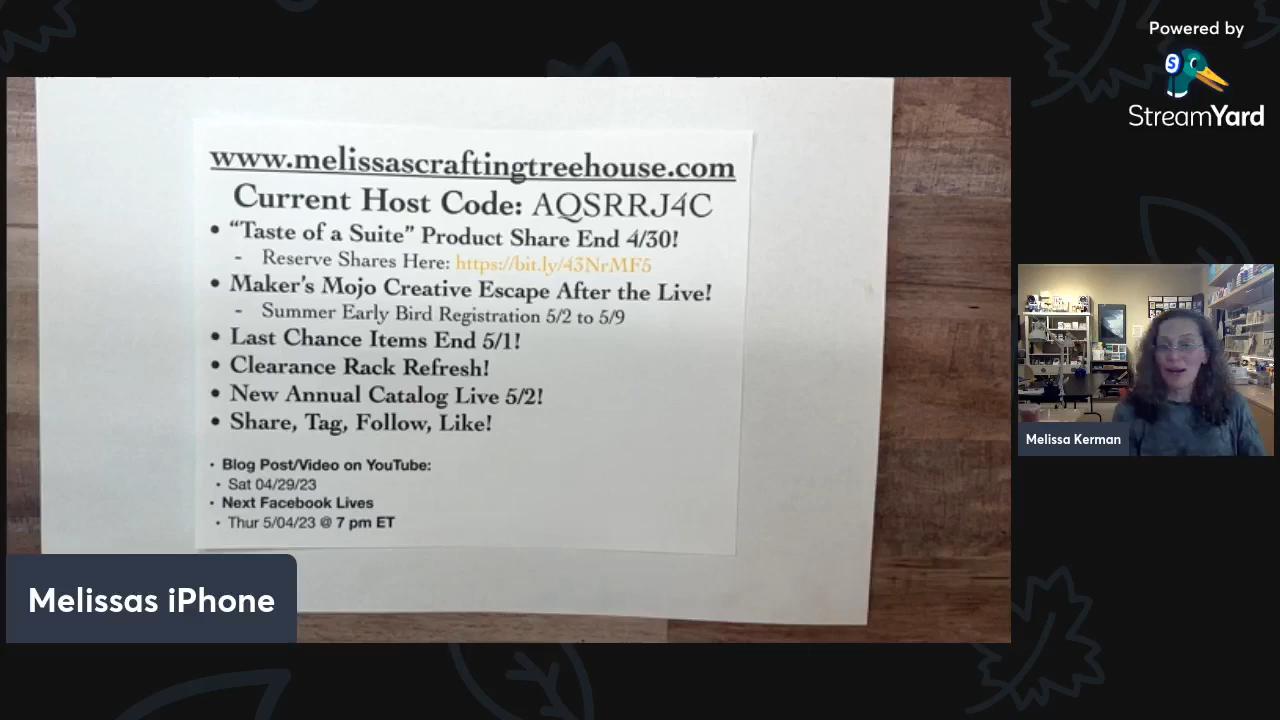 Powered by
StreamYard
www.melissascraftingtreehouse.com
Current Host Code: AQSRRJ4C
• “Taste of a Suite” Product Share End 4/30!
- Reserve Shares Here: https://bit.ly/43NrMF5
• Maker’s Mojo Creative Escape After the Live!
- Summer Early Bird Registration 5/2 to 5/9
• Last Chance Items End 5/1!
• Clearance Rack Refresh!
• New Annual Catalog Live 5/2!
• Share, Tag, Follow, Like!
• Blog Post/Video on YouTube:
• Sat 04/29/23
• Next Facebook Lives
• Thur 5/04/23 @ 7 pm ET
Melissas iPhone
Melissa Kerman